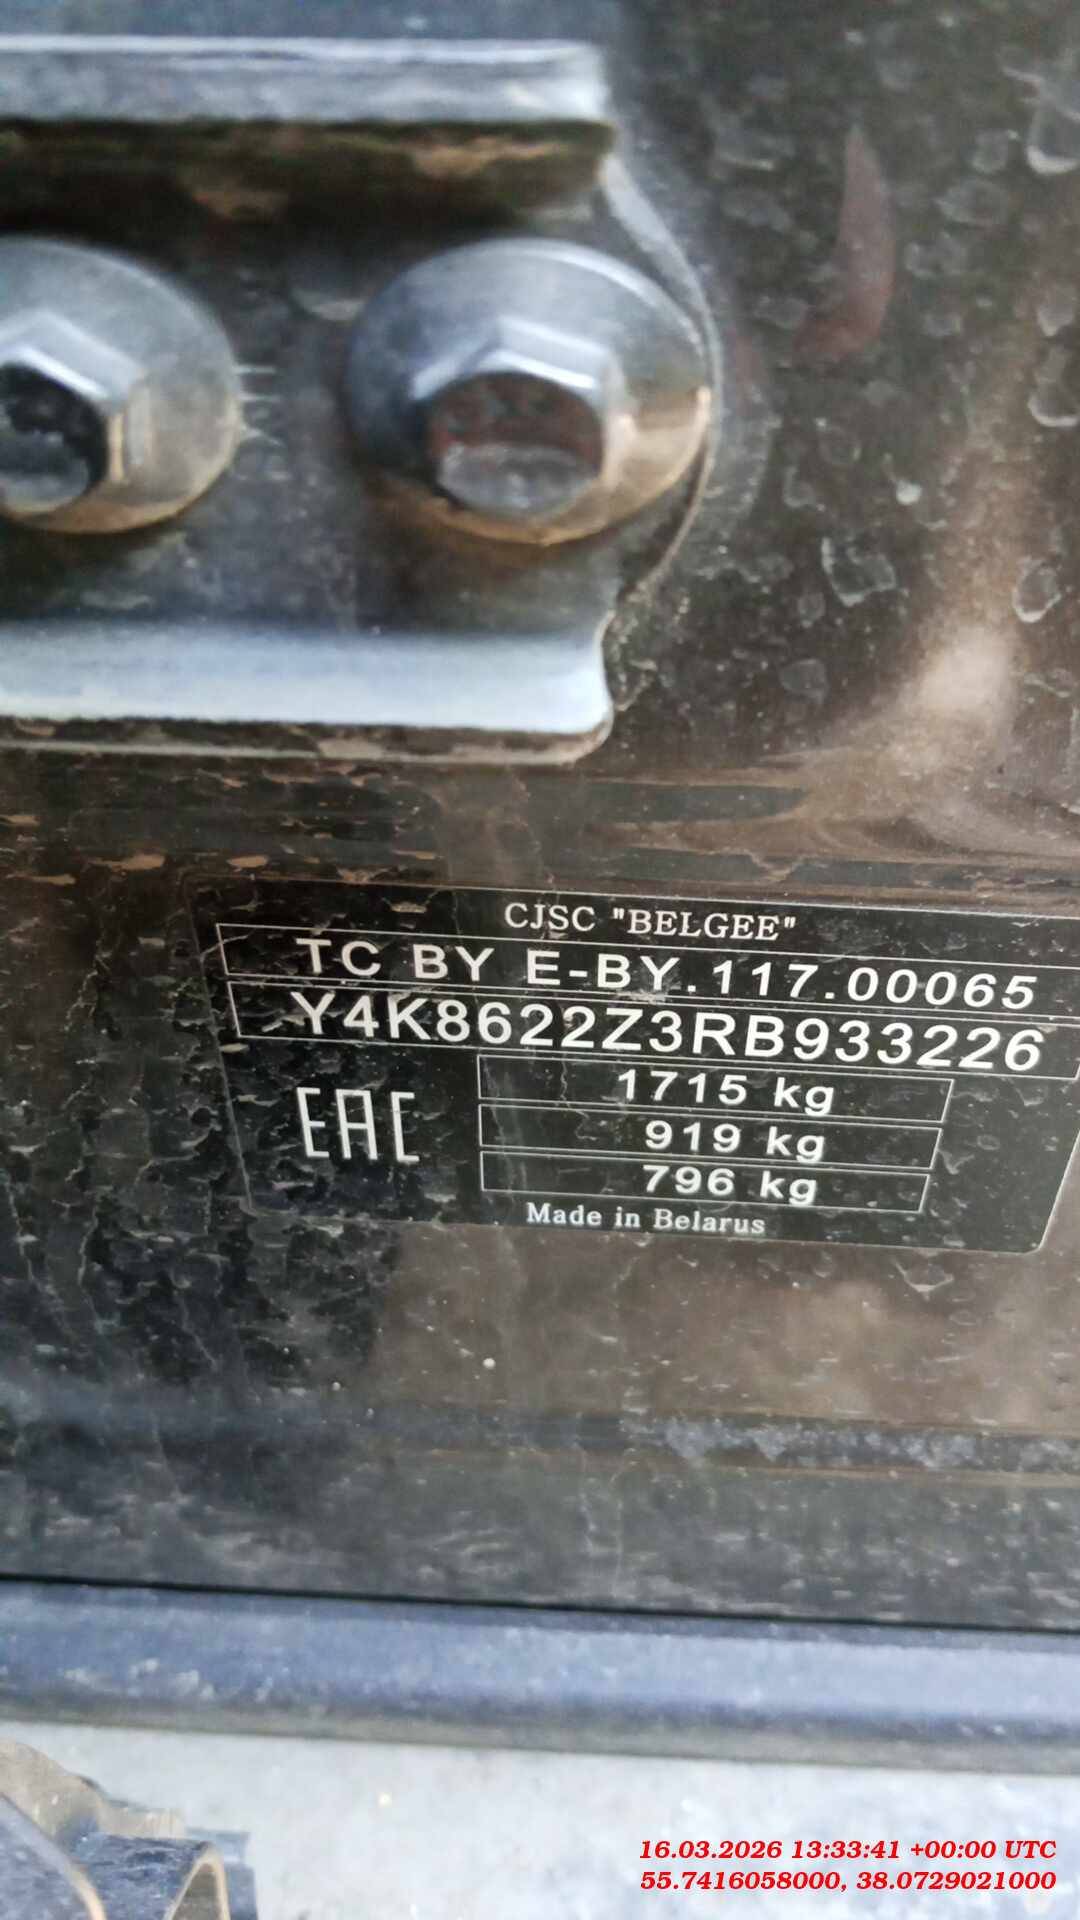 CJSC "BELGEE"
TC BY E-BY.117.00065
Y4K8622Z3RB933226
EAC
1715 kg
919 kg
796 kg
Made in Belarus
16.03.2026 13:33:41 +00:00 UTC
55.7416058000, 38.0729021000